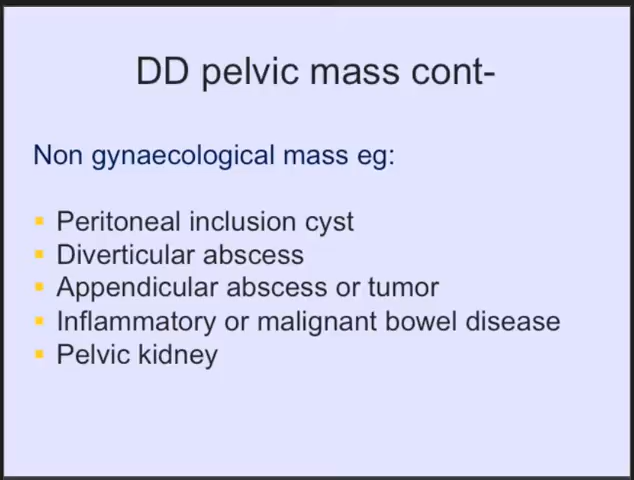 DD pelvic mass cont-
Non gynaecological mass eg:
▪ Peritoneal inclusion cyst
▪ Diverticular abscess
▪ Appendicular abscess or tumor
▪ Inflammatory or malignant bowel disease
▪ Pelvic kidney